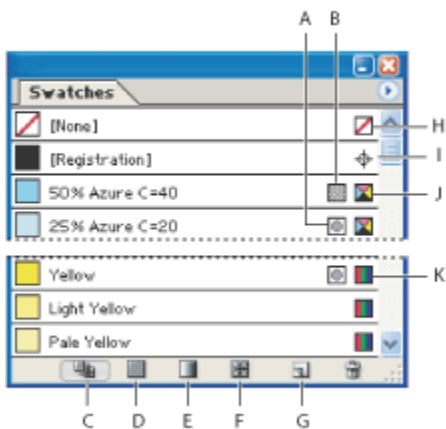 A B
Swatches
[None] H
[Registration] I
50% Azure C=40 J
25% Azure C=20
Yellow K
Light Yellow
Pale Yellow
C D E F G